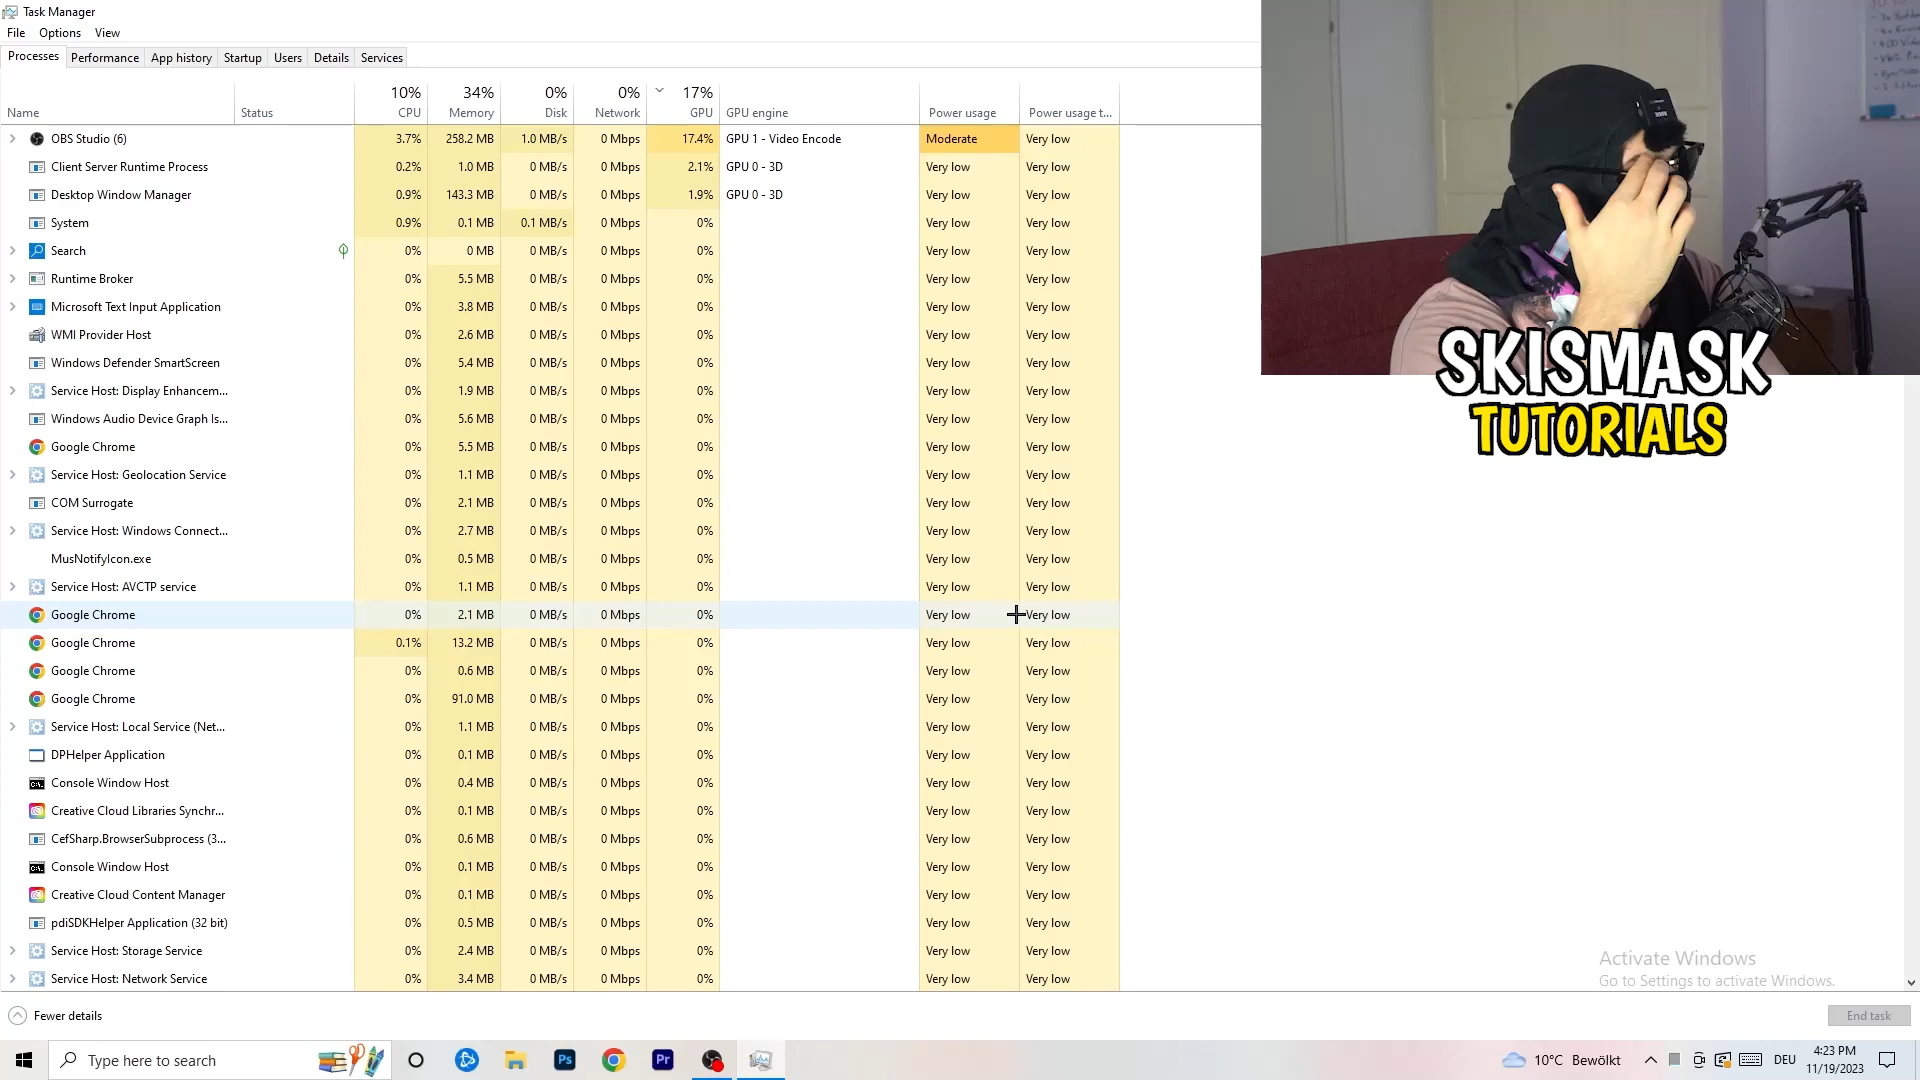 Task Manager
File Options View
Processes Performance App history Startup Users Details Services
10% 34% 0% 0% 17%
Name Status CPU Memory Disk Network GPU GPU engine Power usage Power usage t...
OBS Studio (6) 3.7% 258.2 MB 1.0 MB/s 0 Mbps 17.4% GPU 1 - Video Encode Moderate Very low
Client Server Runtime Process 0.2% 1.0 MB 0 MB/s 0 Mbps 2.1% GPU 0 - 3D Very low Very low
Desktop Window Manager 0.9% 143.3 MB 0 MB/s 0 Mbps 1.9% GPU 0 - 3D Very low Very low
System 0.9% 0.1 MB 0.1 MB/s 0 Mbps 0% Very low Very low
Search 0% 0 MB 0 MB/s 0 Mbps 0% Very low Very low
Runtime Broker 0% 5.5 MB 0 MB/s 0 Mbps 0% Very low Very low
Microsoft Text Input Application 0% 3.8 MB 0 MB/s 0 Mbps 0% Very low Very low
WMI Provider Host 0% 2.6 MB 0 MB/s 0 Mbps 0% Very low Very low
Windows Defender SmartScreen 0% 5.4 MB 0 MB/s 0 Mbps 0% Very low Very low
Service Host: Display Enhancem... 0% 1.9 MB 0 MB/s 0 Mbps 0% Very low Very low
Windows Audio Device Graph Is... 0% 5.6 MB 0 MB/s 0 Mbps 0% Very low Very low
Google Chrome 0% 5.5 MB 0 MB/s 0 Mbps 0% Very low Very low
Service Host: Geolocation Service 0% 1.1 MB 0 MB/s 0 Mbps 0% Very low Very low
COM Surrogate 0% 2.1 MB 0 MB/s 0 Mbps 0% Very low Very low
Service Host: Windows Connect... 0% 2.7 MB 0 MB/s 0 Mbps 0% Very low Very low
MusNotifyIcon.exe 0% 0.5 MB 0 MB/s 0 Mbps 0% Very low Very low
Service Host: AVCTP service 0% 1.1 MB 0 MB/s 0 Mbps 0% Very low Very low
Google Chrome 0% 2.1 MB 0 MB/s 0 Mbps 0% Very low Very low
Google Chrome 0.1% 13.2 MB 0 MB/s 0 Mbps 0% Very low Very low
Google Chrome 0% 0.6 MB 0 MB/s 0 Mbps 0% Very low Very low
Google Chrome 0% 91.0 MB 0 MB/s 0 Mbps 0% Very low Very low
Service Host: Local Service (Net... 0% 1.1 MB 0 MB/s 0 Mbps 0% Very low Very low
DPHelper Application 0% 0.1 MB 0 MB/s 0 Mbps 0% Very low Very low
Console Window Host 0% 0.4 MB 0 MB/s 0 Mbps 0% Very low Very low
Creative Cloud Libraries Synchr... 0% 0.1 MB 0 MB/s 0 Mbps 0% Very low Very low
CefSharp.BrowserSubprocess (3... 0% 0.6 MB 0 MB/s 0 Mbps 0% Very low Very low
Console Window Host 0% 0.1 MB 0 MB/s 0 Mbps 0% Very low Very low
Creative Cloud Content Manager 0% 0.1 MB 0 MB/s 0 Mbps 0% Very low Very low
pdiSDKHelper Application (32 bit) 0% 0.5 MB 0 MB/s 0 Mbps 0% Very low Very low
Service Host: Storage Service 0% 2.4 MB 0 MB/s 0 Mbps 0% Very low Very low
Service Host: Network Service 0% 3.4 MB 0 MB/s 0 Mbps 0% Very low Very low
SKISMASK
TUTORIALS
Activate Windows
Go to Settings to activate Windows.
Fewer details End task
Type here to search Ps Pr 10°C Bewölkt DEU 4:23 PM
11/19/2023